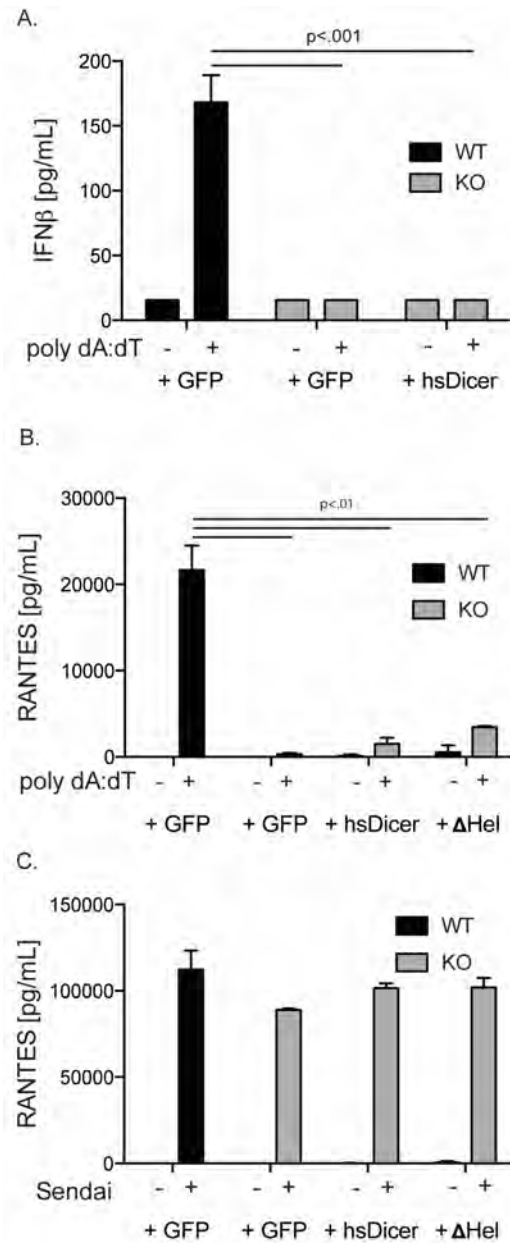 A.
p<.001
200
150
100
50
0
IFNβ [pg/mL]
WT
KO
poly dA:dT - + - + - +
+ GFP + GFP + hsDicer
B.
p<.01
30000
20000
10000
0
RANTES [pg/mL]
WT
KO
poly dA:dT - + - + - + - +
+ GFP + GFP + hsDicer + ΔHel
C.
150000
100000
50000
0
RANTES [pg/mL]
WT
KO
Sendai - + - + - + - +
+ GFP + GFP + hsDicer + ΔHel